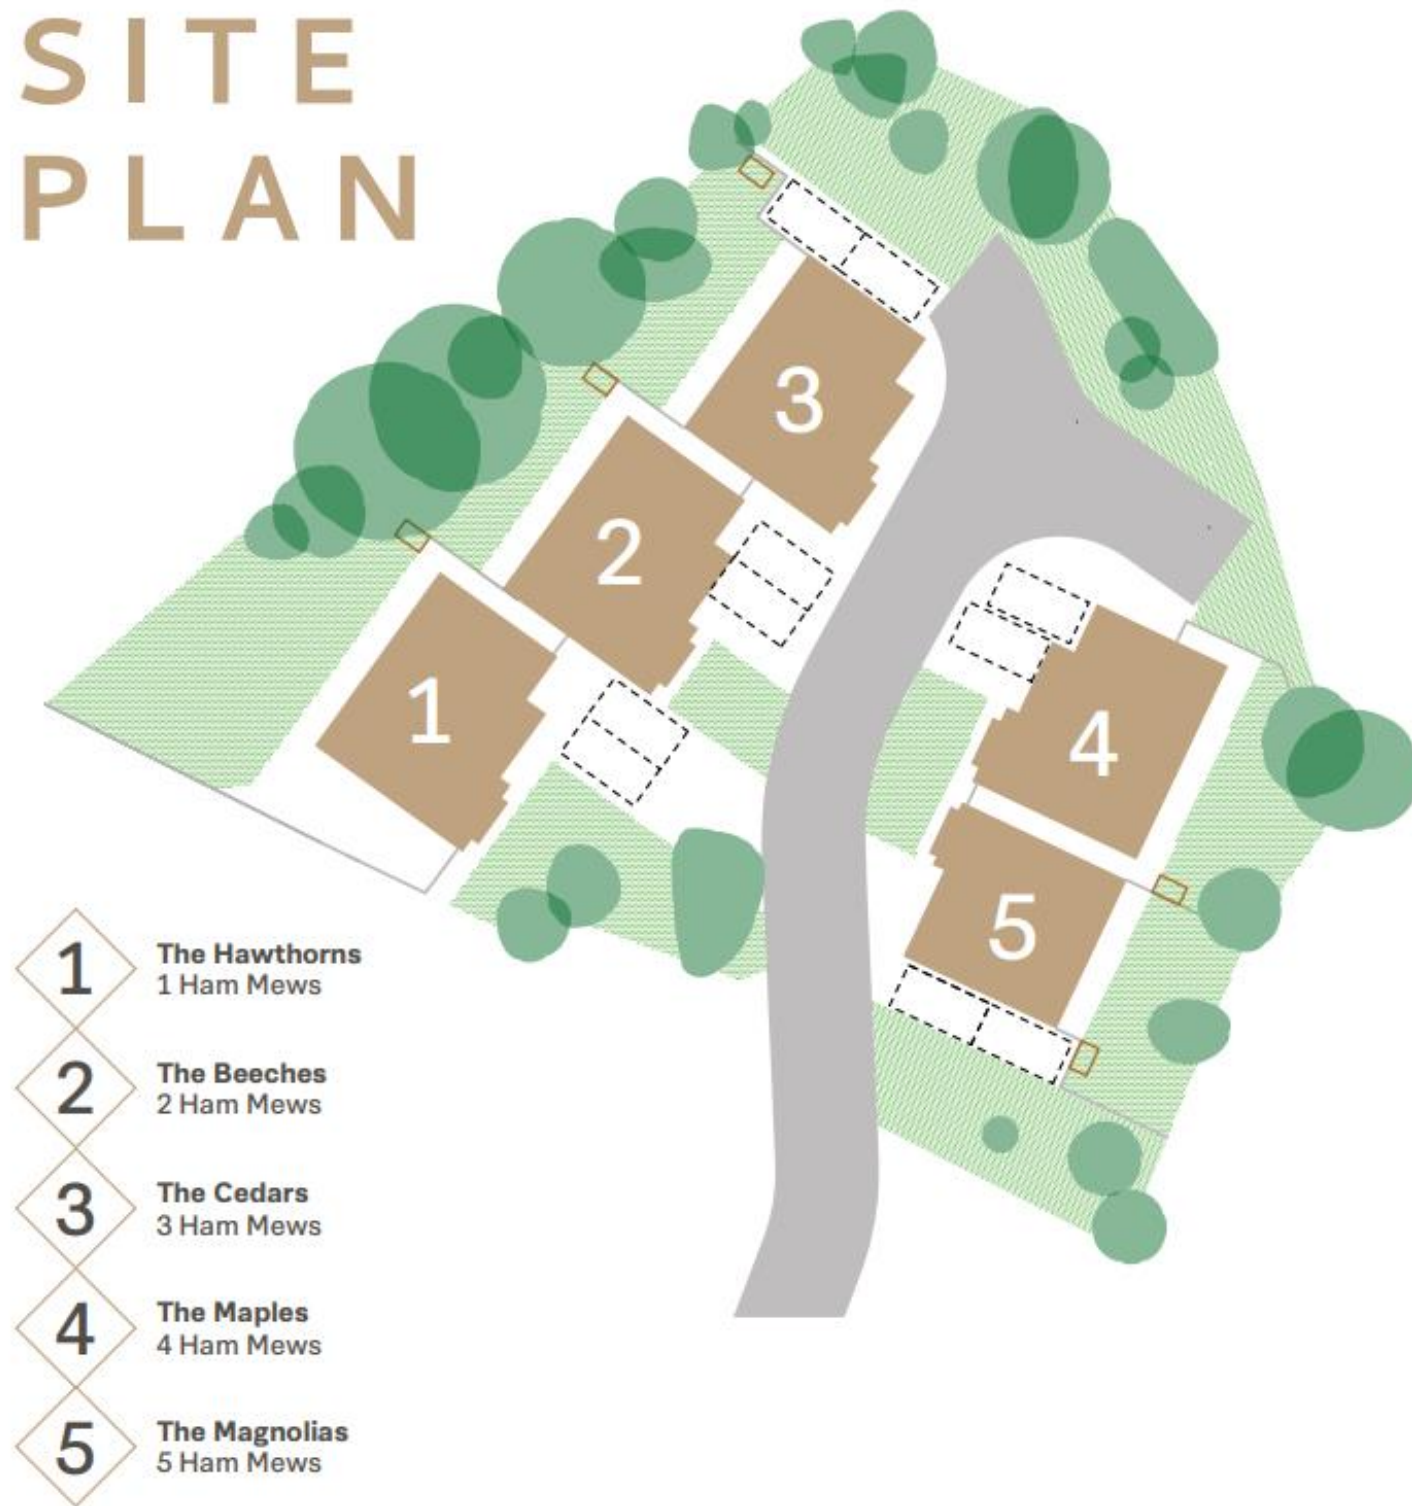 SITE
PLAN
3
2
1
4
5
1
The Hawthorns
1 Ham Mews
2
The Beeches
2 Ham Mews
3
The Cedars
3 Ham Mews
4
The Maples
4 Ham Mews
5
The Magnolias
5 Ham Mews